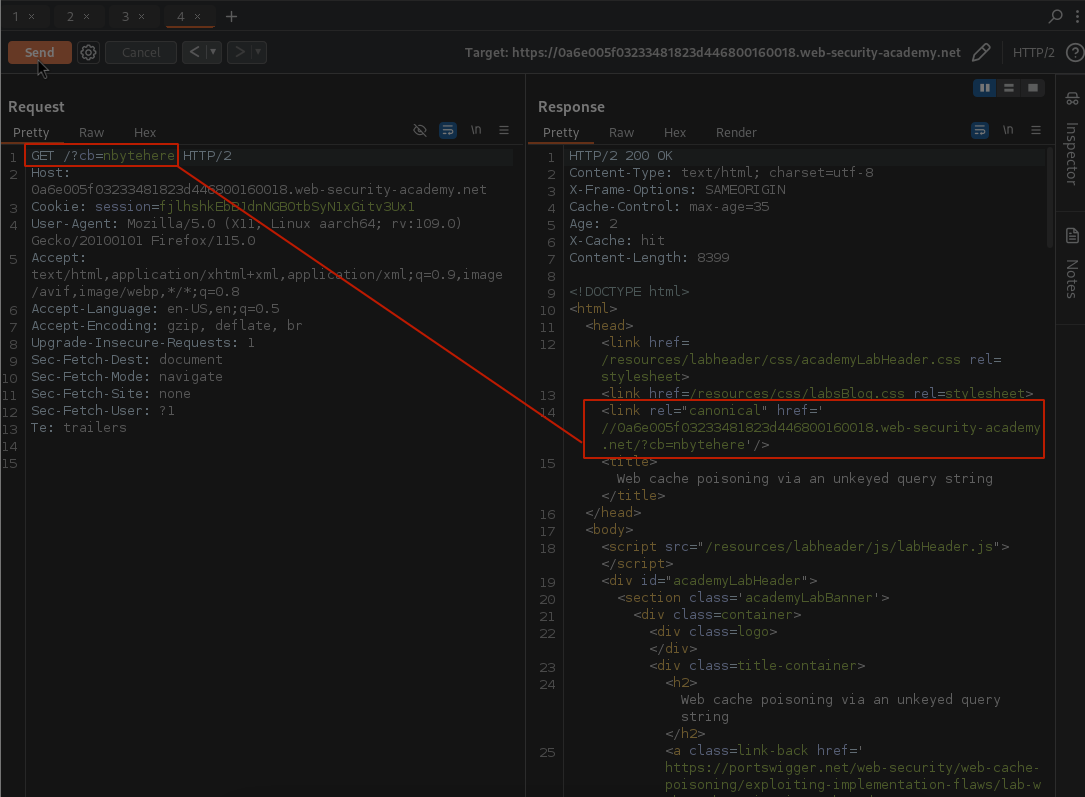 1 × 2 × 3 × 4 × +
Send Cancel < ▼ > ▼ Target: https://0a6e005f03233481823d446800160018.web-security-academy.net HTTP/2 ?
Request
Pretty Raw Hex \n
1 GET /?cb=nbytehere HTTP/2
2 Host:
0a6e005f03233481823d446800160018.web-security-academy.net
3 Cookie: session=fjlhshkEbB1dnNGBOtbSyN1xGitv3Ux1
4 User-Agent: Mozilla/5.0 (X11; Linux aarch64; rv:109.0)
Gecko/20100101 Firefox/115.0
5 Accept:
text/html,application/xhtml+xml,application/xml;q=0.9,image
/avif,image/webp,*/*;q=0.8
6 Accept-Language: en-US,en;q=0.5
7 Accept-Encoding: gzip, deflate, br
8 Upgrade-Insecure-Requests: 1
9 Sec-Fetch-Dest: document
10 Sec-Fetch-Mode: navigate
11 Sec-Fetch-Site: none
12 Sec-Fetch-User: ?1
13 Te: trailers
14
15
Response
Pretty Raw Hex Render \n
1 HTTP/2 200 OK
2 Content-Type: text/html; charset=utf-8
3 X-Frame-Options: SAMEORIGIN
4 Cache-Control: max-age=35
5 Age: 2
6 X-Cache: hit
7 Content-Length: 8399
8
9 <!DOCTYPE html>
10 <html>
11 <head>
12 <link href=
/resources/labheader/css/academyLabHeader.css rel=
stylesheet>
13 <link href=/resources/css/labsBlog.css rel=stylesheet>
14 <link rel="canonical" href='
//0a6e005f03233481823d446800160018.web-security-academy
.net/?cb=nbytehere'/>
15 <title>
Web cache poisoning via an unkeyed query string
</title>
16 </head>
17 <body>
18 <script src="/resources/labheader/js/labHeader.js">
</script>
19 <div id="academyLabHeader">
20 <section class='academyLabBanner'>
21 <div class=container>
22 <div class=logo>
</div>
23 <div class=title-container>
24 <h2>
Web cache poisoning via an unkeyed query
string
</h2>
25 <a class=link-back href='
https://portswigger.net/web-security/web-cache-
poisoning/exploiting-implementation-flaws/lab-w
Inspector
Notes